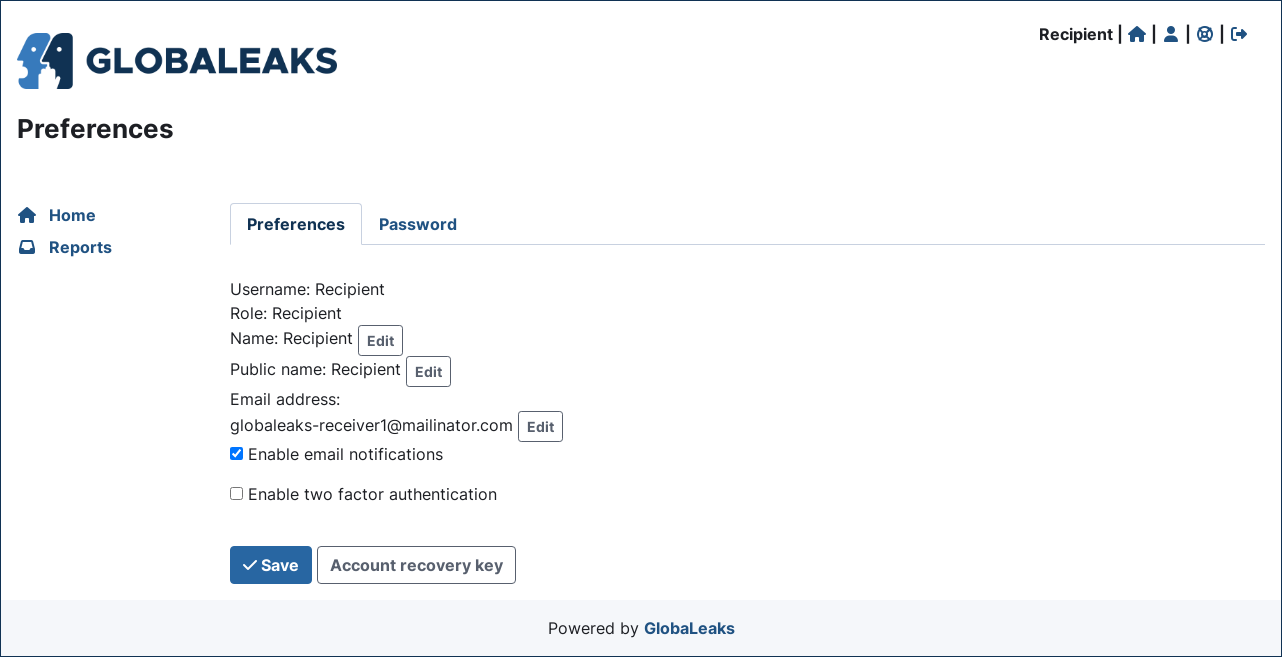 GLOBALEAKS
Recipient | | | |
Preferences
Home
Reports
Preferences Password
Username: Recipient
Role: Recipient
Name: Recipient Edit
Public name: Recipient Edit
Email address:
globaleaks-receiver1@mailinator.com Edit
Enable email notifications
Enable two factor authentication
Save Account recovery key
Powered by GlobaLeaks